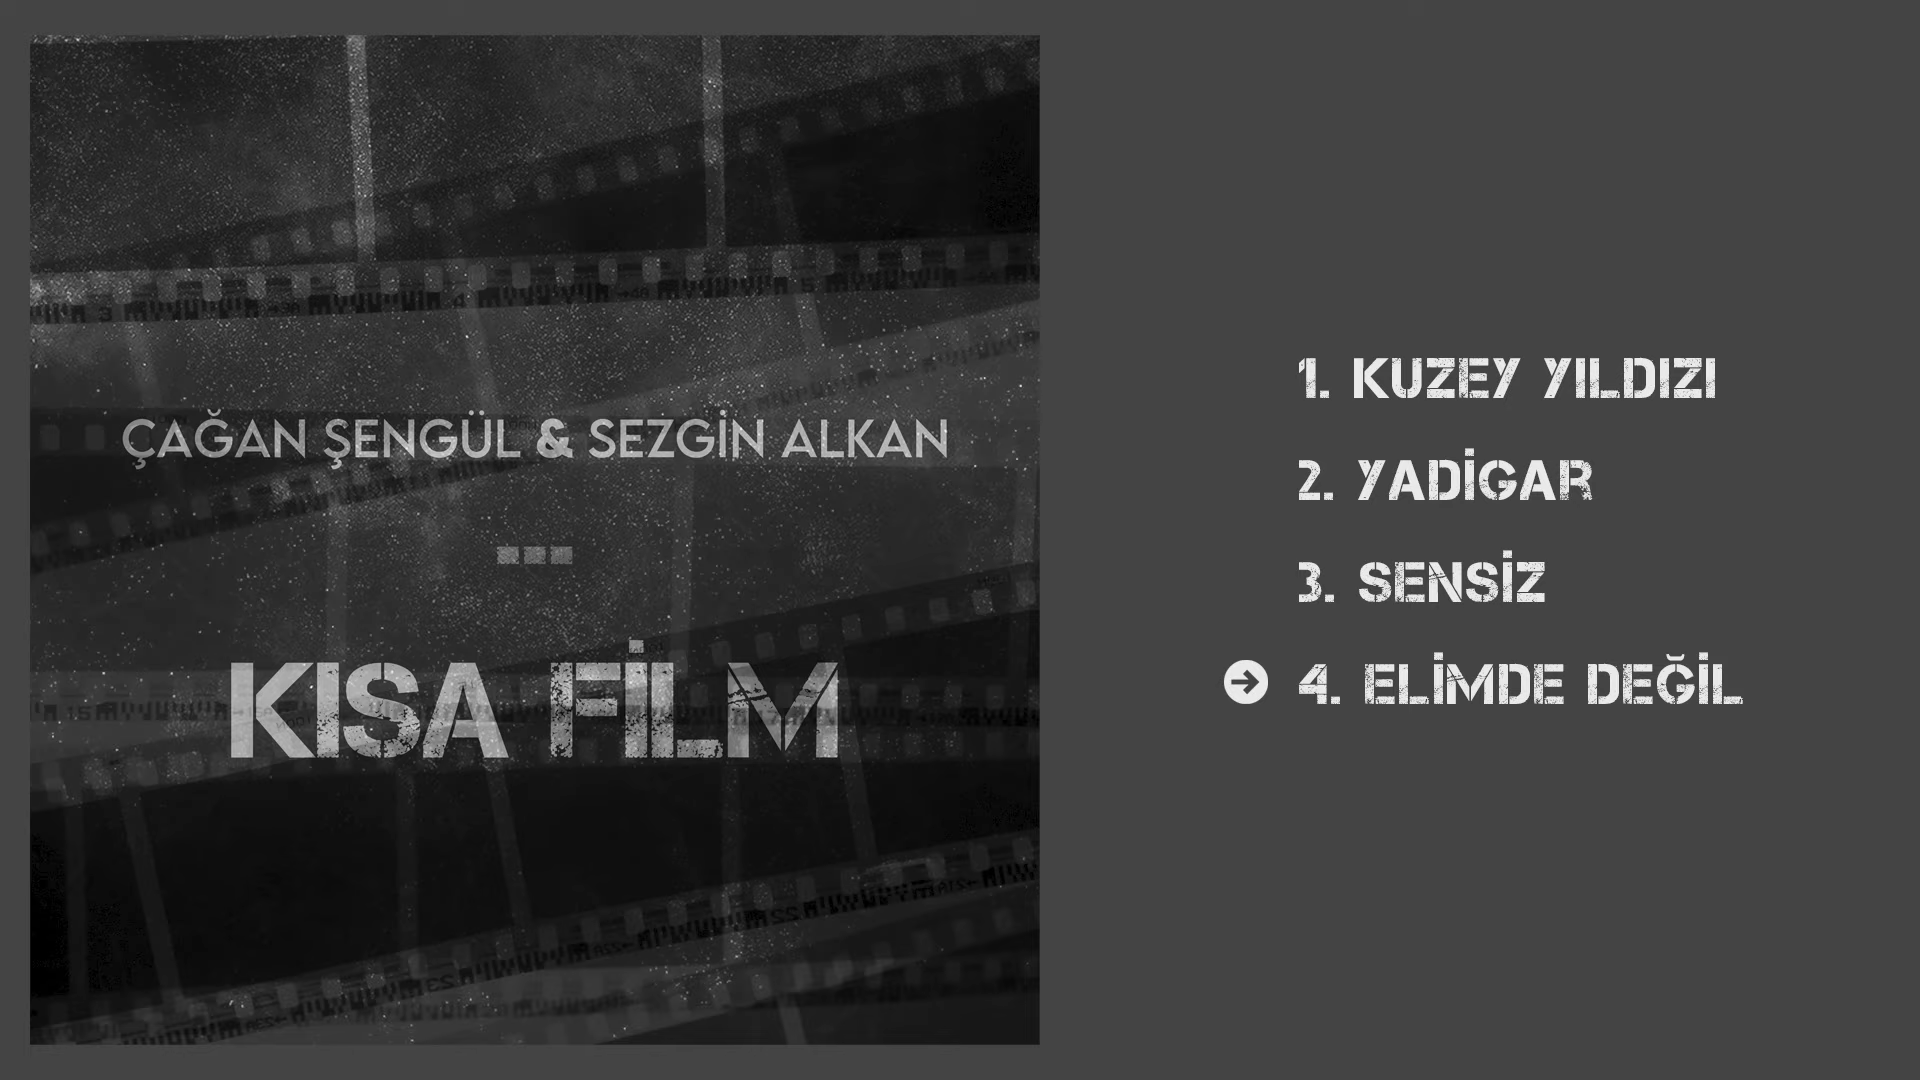 ÇAĞAN ŞENGÜL & SEZGİN ALKAN
KISA FİLM
1. KUZEY YILDIZI
2. YADİGAR
3. SENSİZ
4. ELİMDE DEĞİL